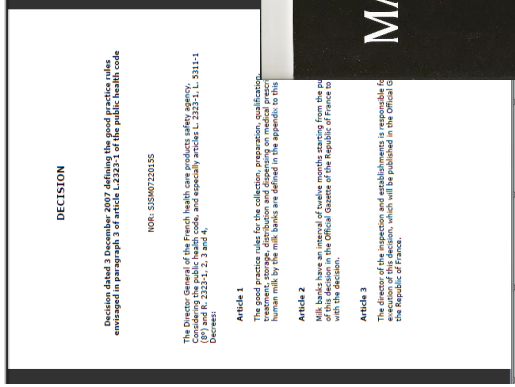 DECISION
Decision dated 3 December 2007 defining the good practice rules
envisaged in paragraph 3 of article L.2323-1 of the public health code
NOR: SJSM0722015S
The Director General of the French health care products safety agency,
Considering the public health code, and especially articles L. 2323-1, L. 5311-1
(8°) and R. 2323-1, 2, 3 and 4,
Decrees:
Article 1
The good practice rules for the collection, preparation, qualification,
treatment, storage, distribution and dispensing on medical
human milk by the milk banks are defined in the appendix to this
Article 2
Milk banks have an interval of twelve months starting from the
of this decision in the Official Gazette of the Republic of France to
with the decision.
Article 3
The director of the inspection and establishments is responsible
execution of this decision, which will be published in the Official
the Republic of France.